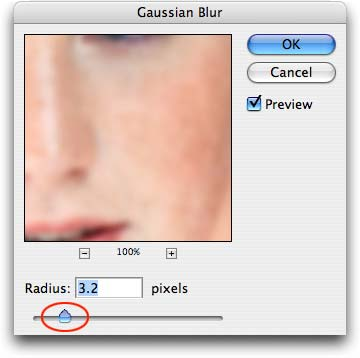 Gaussian Blur
OK
Cancel
Preview
100%
Radius: 3.2 pixels